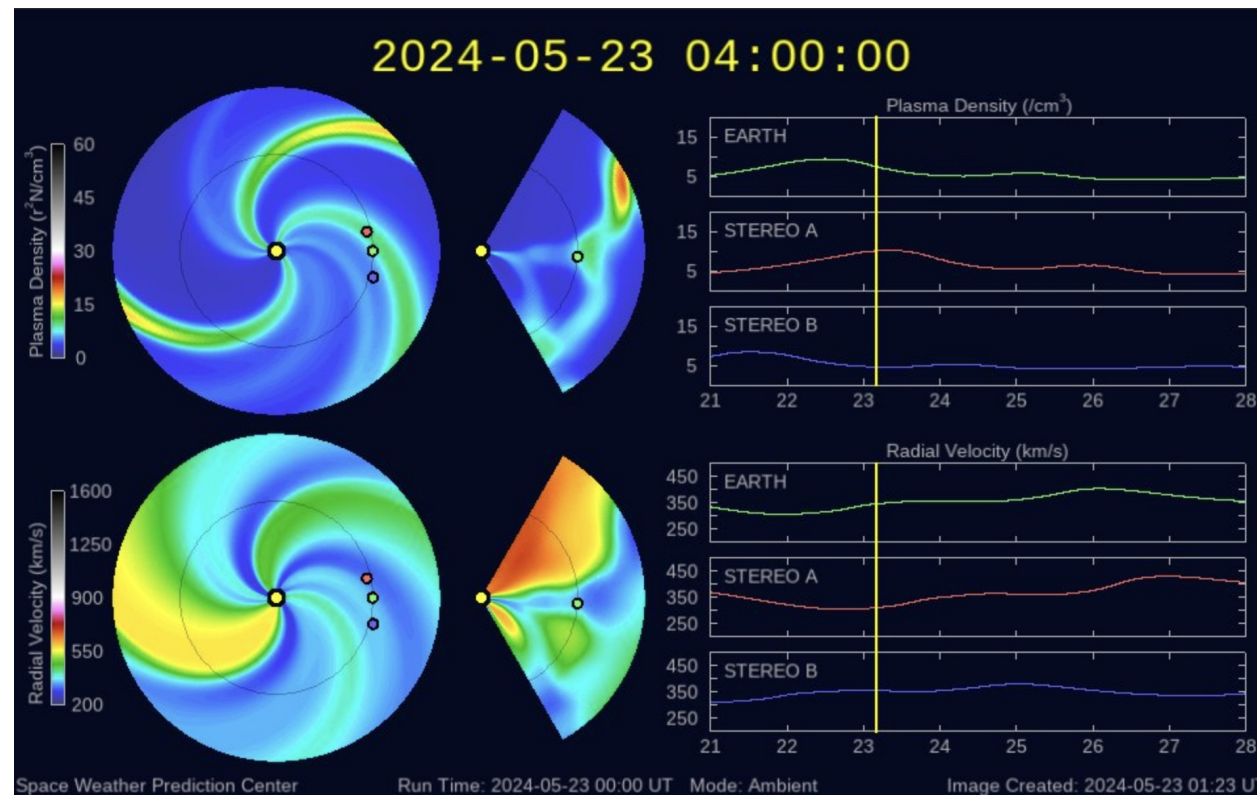 2024-05-23 04:00:00
Plasma Density (r²N/cm³)
60
45
30
15
0
Plasma Density (/cm³)
15
5
EARTH
15
5
STEREO A
15
5
STEREO B
21 22 23 24 25 26 27 28
Radial Velocity (km/s)
1600
1250
900
550
200
Radial Velocity (km/s)
450
350
250
EARTH
450
350
250
STEREO A
450
350
250
STEREO B
21 22 23 24 25 26 27 28
Space Weather Prediction Center Run Time: 2024-05-23 00:00 UT Mode: Ambient Image Created: 2024-05-23 01:23